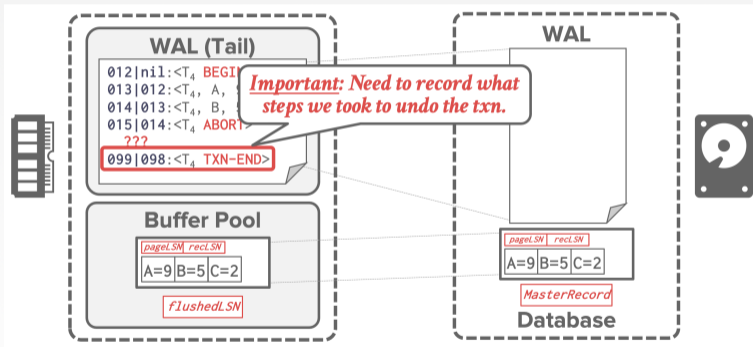 WAL (Tail)
012|nil:<T4 BEGIN
013|012:<T4, A,
014|013:<T4, B,
015|014:<T4 ABORT>
???
099|098:<T4 TXN-END>
Important: Need to record what
steps we took to undo the txn.
Buffer Pool
pageLSN recLSN
A=9 B=5 C=2
flushedLSN
WAL
pageLSN recLSN
A=9 B=5 C=2
MasterRecord
Database